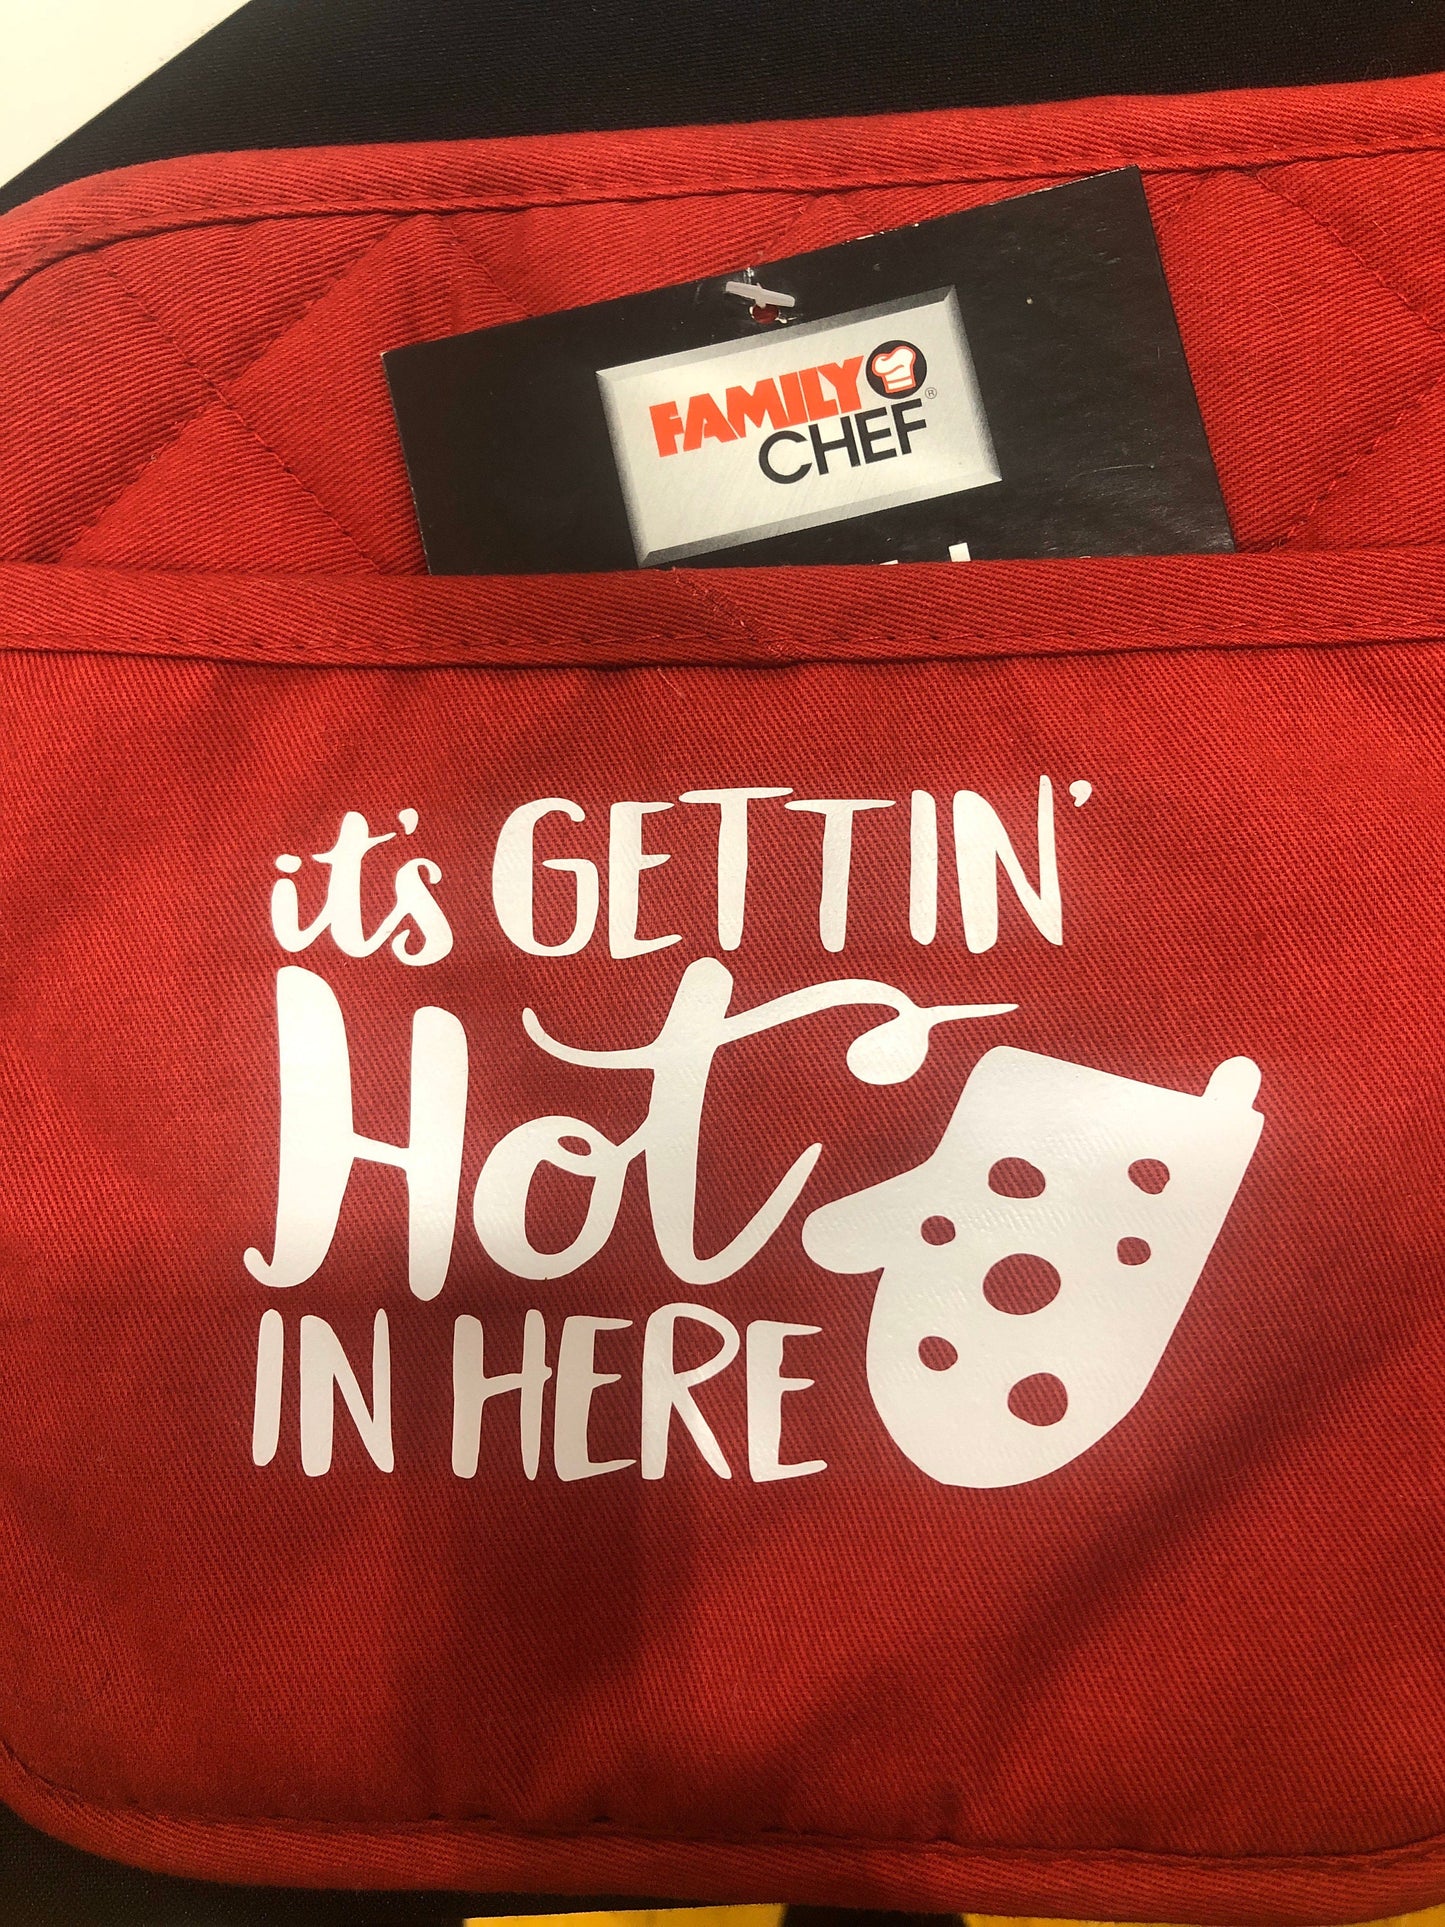 FAMILY
CHEF®
it's GETTIN'
Hot
IN HERE